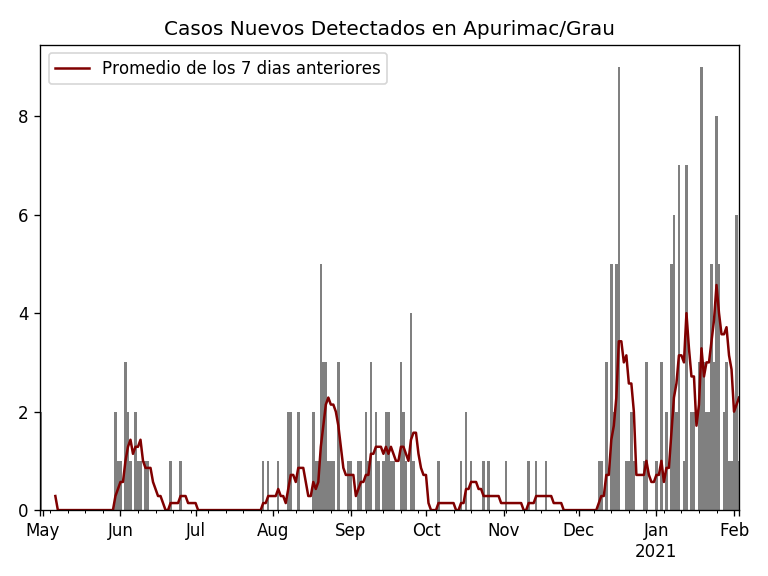 Casos Nuevos Detectados en Apurimac/Grau
Promedio de los 7 dias anteriores
8
6
4
2
0
May Jun Jul Aug Sep Oct Nov Dec Jan Feb
2021